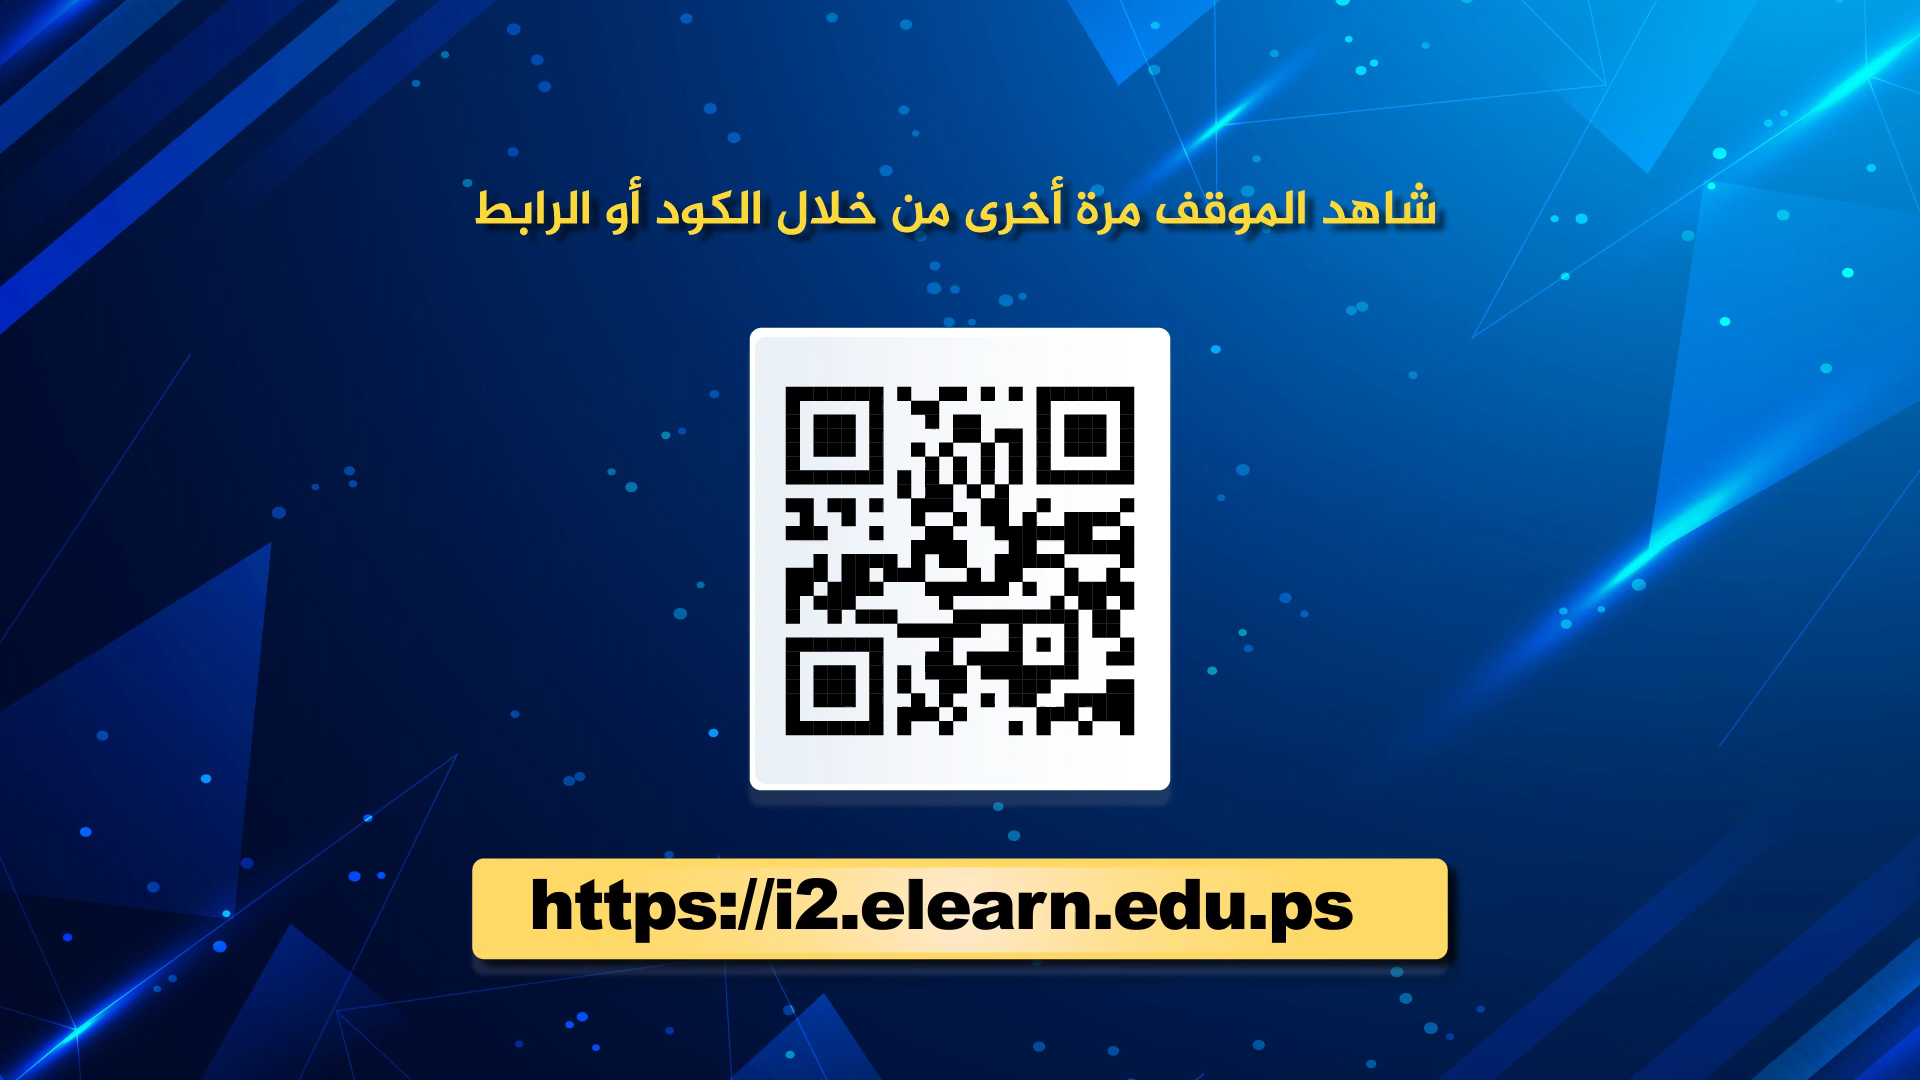 شاهد الموقف مرة أخرى من خلال الكود أو الرابط
https://i2.elearn.edu.ps